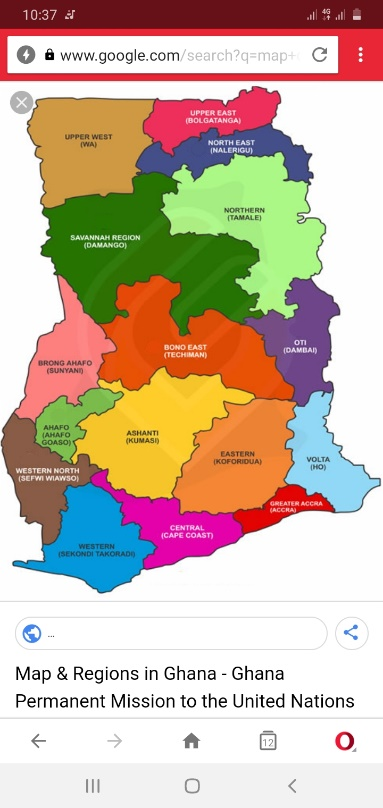 10:37
4G
www.google.com/search?q=map+
UPPER EAST
(BOLGATANGA)
UPPER WEST
(WA)
NORTH EAST
(NALERIGU)
NORTHERN
(TAMALE)
SAVANNAH REGION
(DAMANGO)
OTI
(DAMBAI)
BONO EAST
(TECHIMAN)
BRONG AHAFO
(SUNYANI)
AHAFO
(AHAFO
GOASO)
ASHANTI
(KUMASI)
EASTERN
(KOFORIDUA)
VOLTA
(HO)
WESTERN NORTH
(SEFWI WIAWSO)
GREATER ACCRA
(ACCRA)
CENTRAL
(CAPE COAST)
WESTERN
(SEKONDI TAKORADI)
...
Map & Regions in Ghana - Ghana
Permanent Mission to the United Nations
12